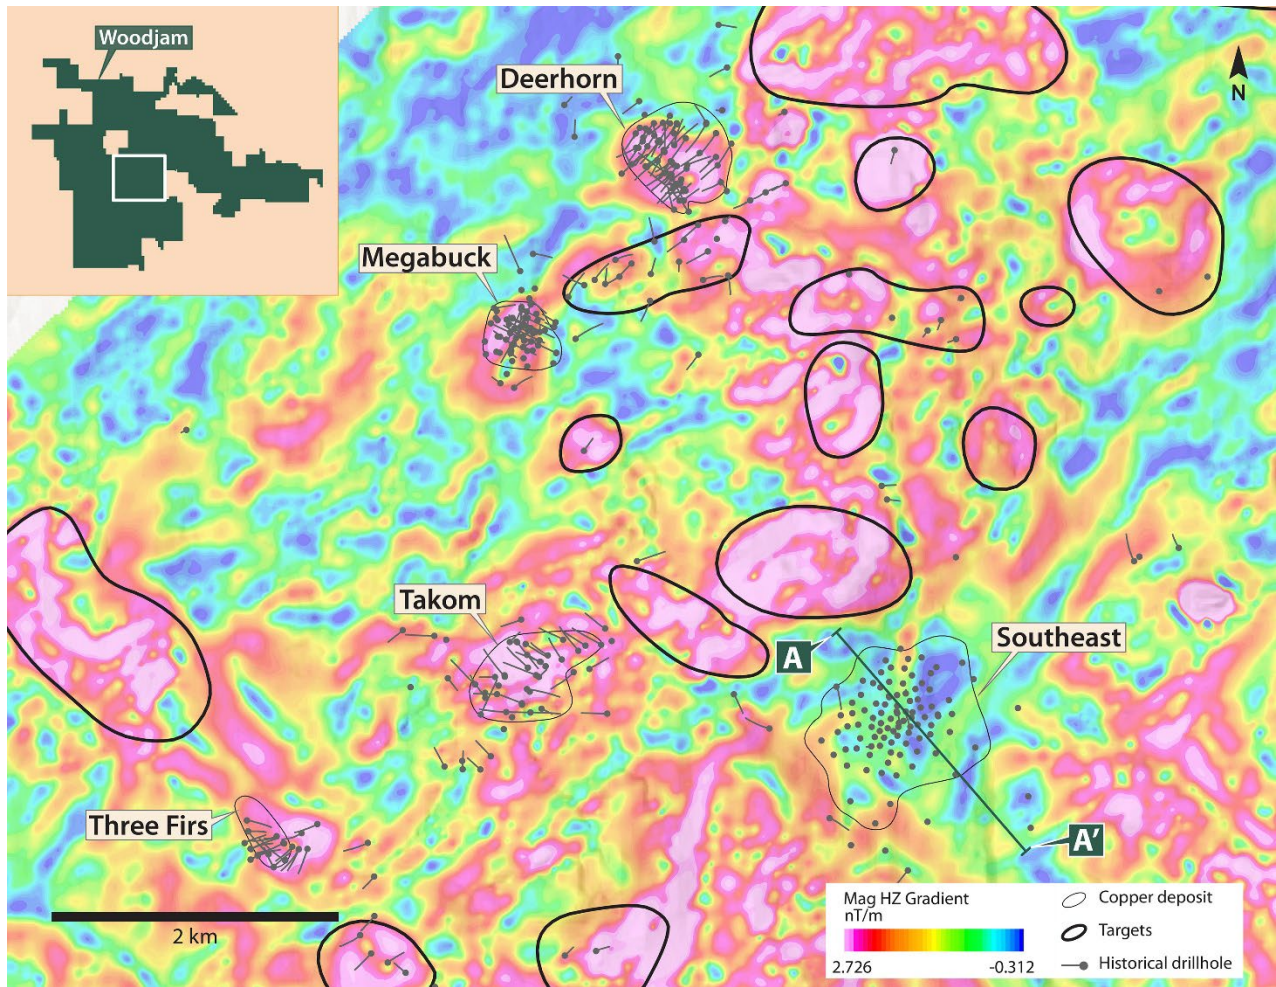 Woodjam
Deerhorn
N
Megabuck
Takom
Southeast
A
Three Firs
A’
2 km
Mag HZ Gradient
nT/m
2.726
-0.312
Copper deposit
Targets
Historical drillhole